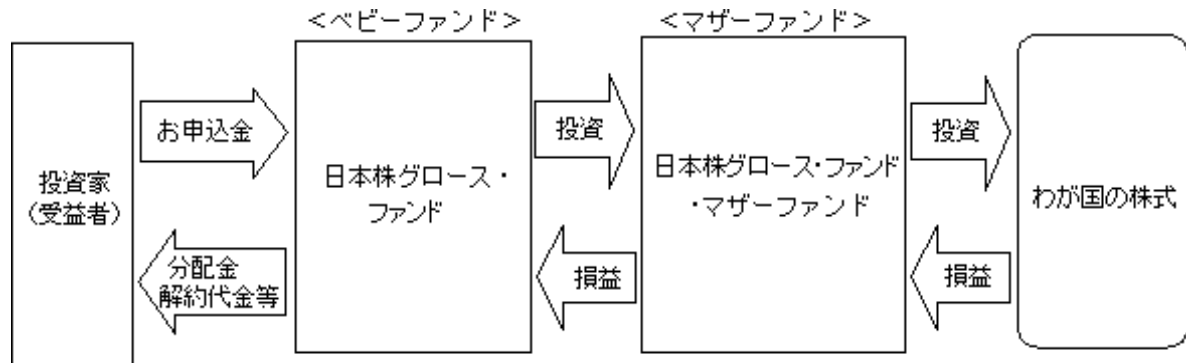 ＜ベビーファンド＞
＜マザーファンド＞
投資家
（受益者）
お申込金
分配金
解約代金等
日本株グロース・
ファンド
投資
損益
日本株グロース・ファンド
・マザーファンド
投資
損益
わが国の株式